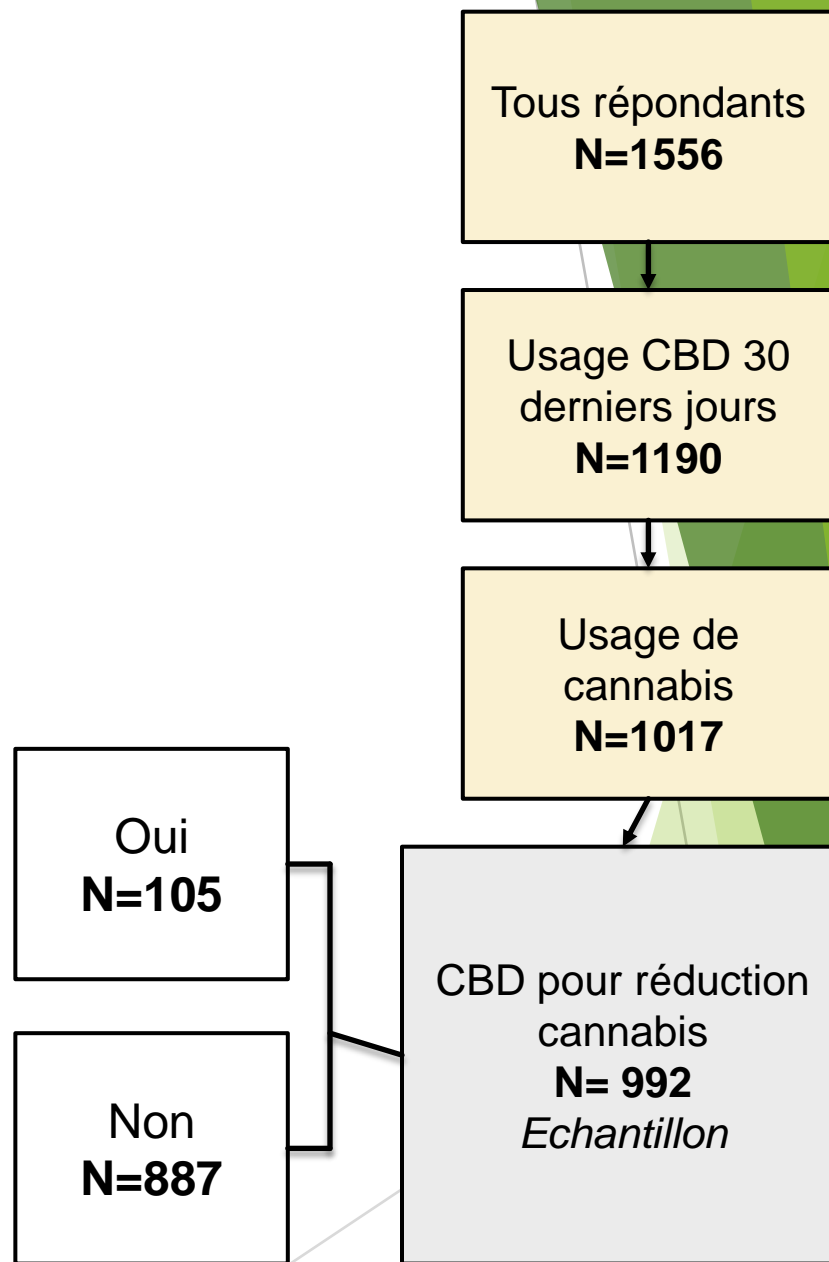 Tous répondants
N=1556
Usage CBD 30
derniers jours
N=1190
Usage de
cannabis
N=1017
Oui
N=105
Non
N=887
CBD pour réduction
cannabis
N= 992
Echantillon